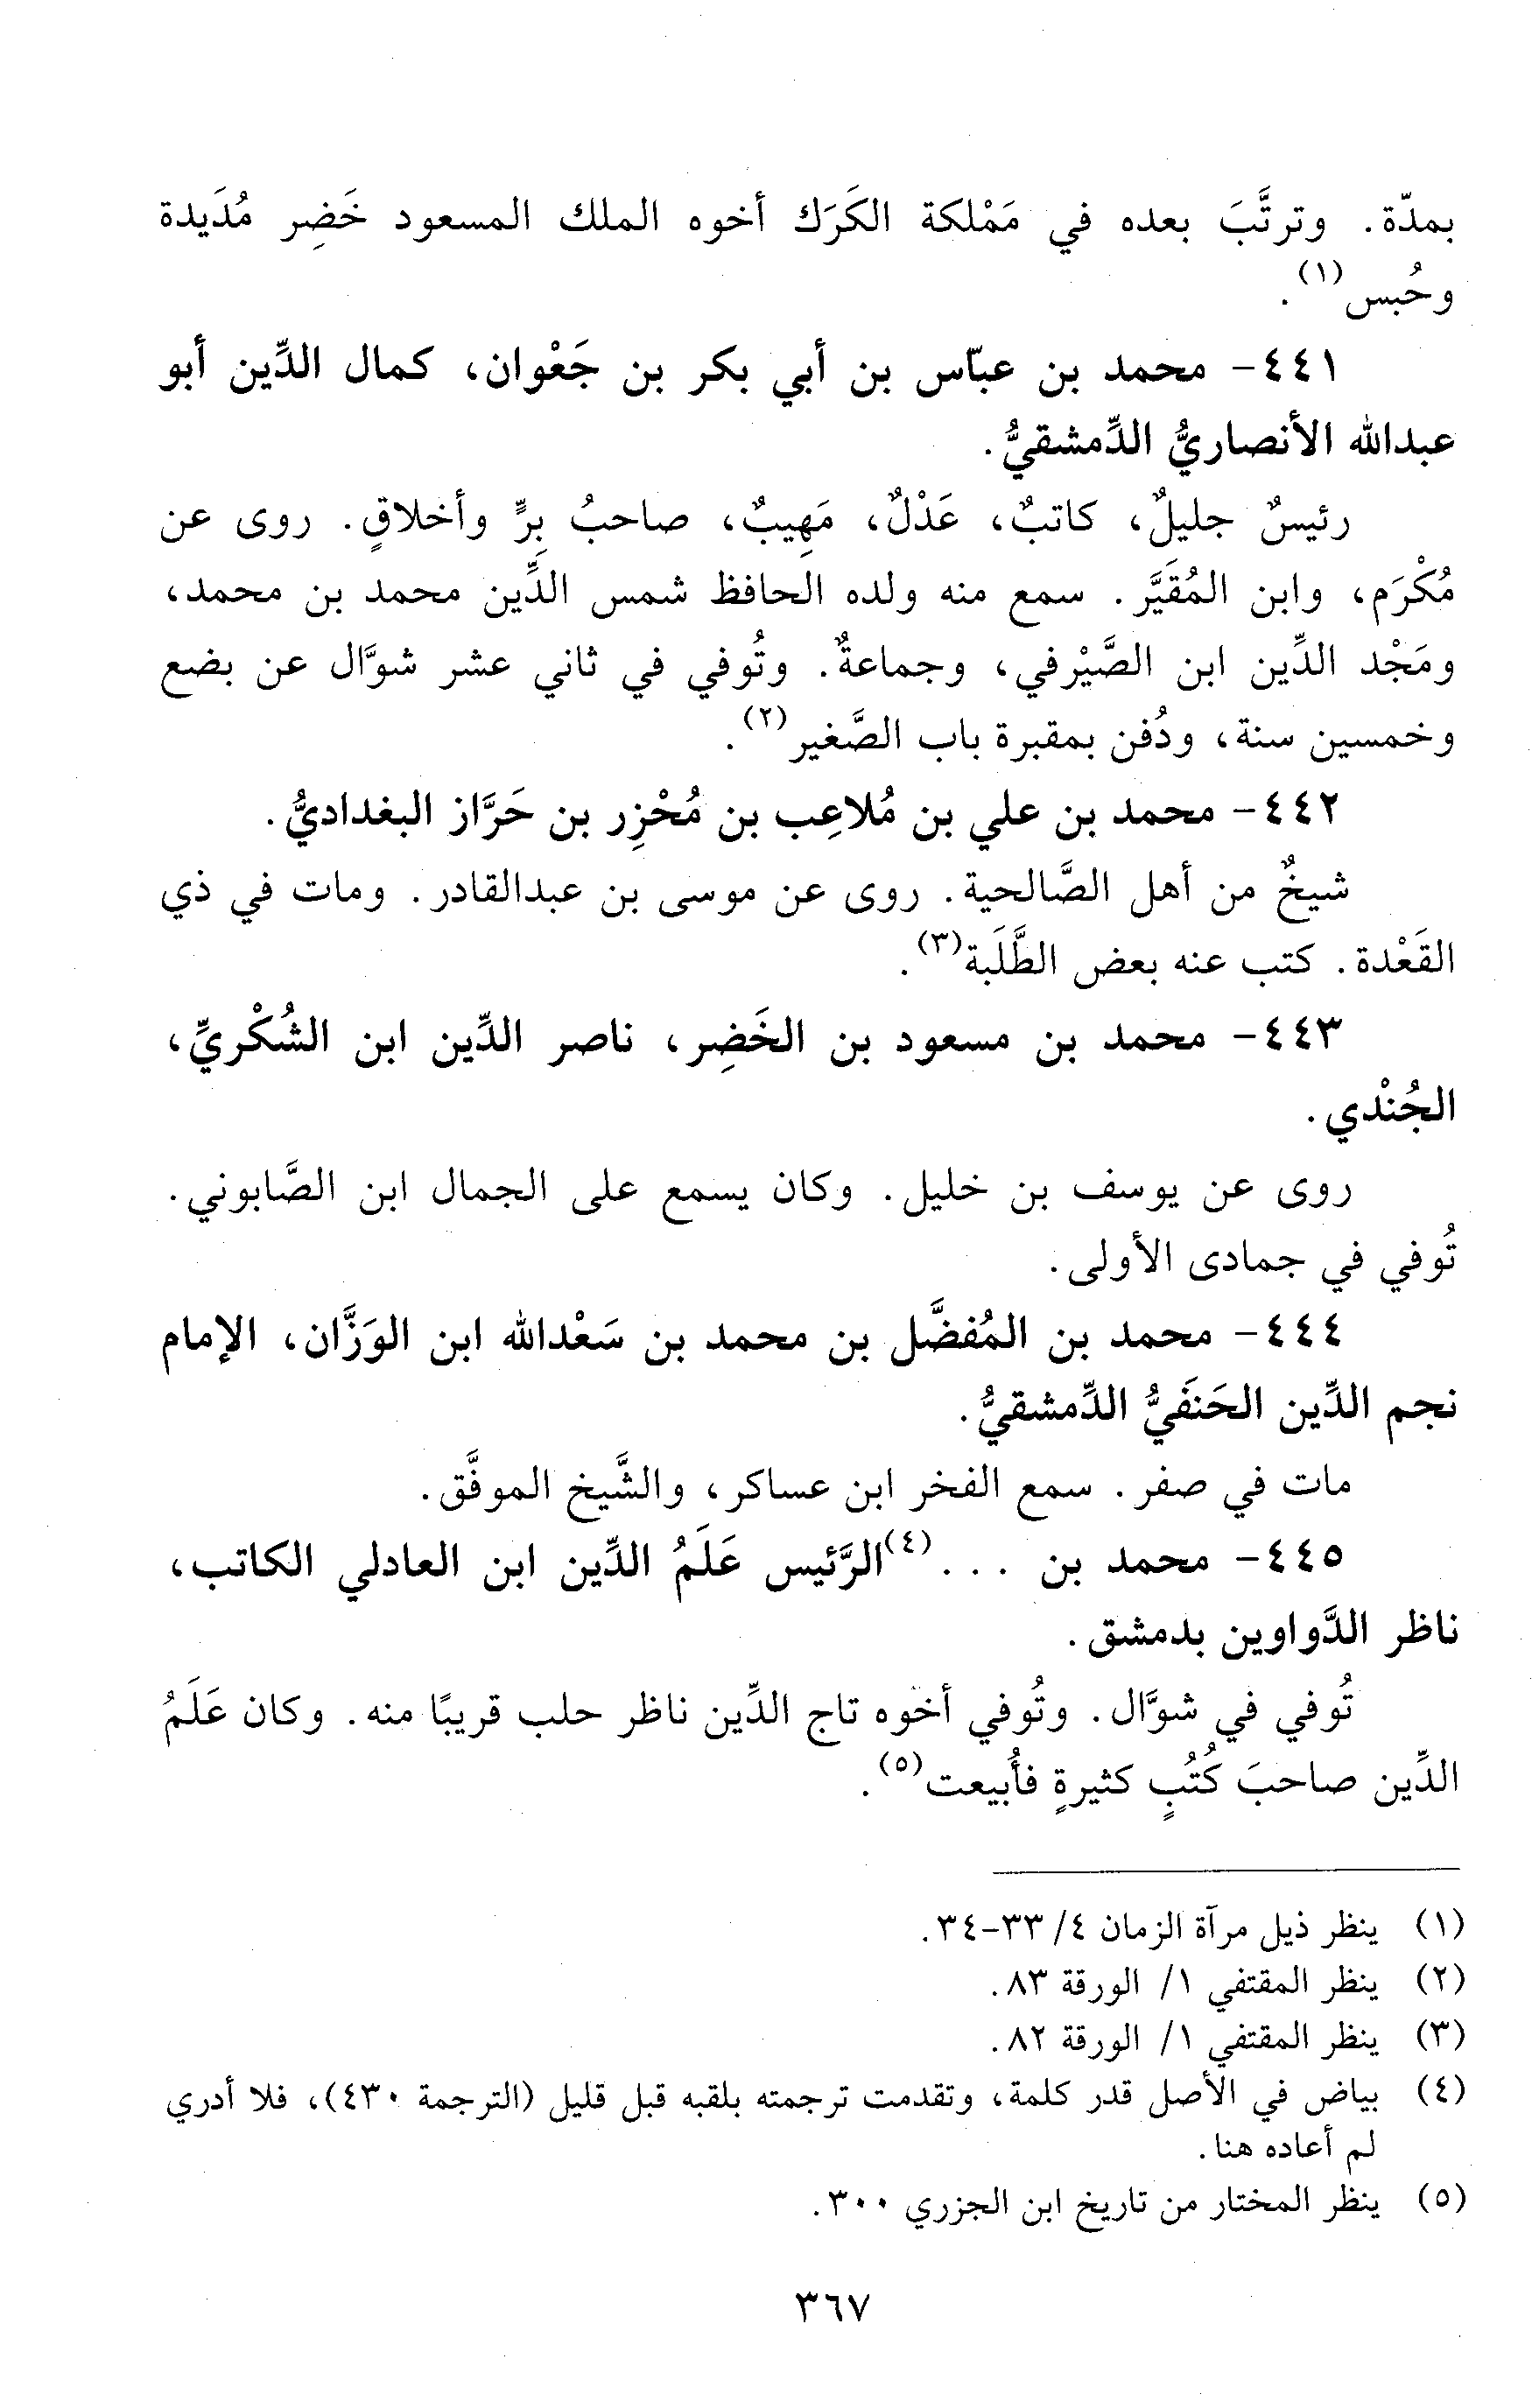 بمدّة. وترتَّبَ بعده في مَمْلكة الكَرَك أخوه الملك المسعود خَضِر مُدَيدة
وحُبس(١).
٤٤١- محمد بن عبّاس بن أبي بكر بن جَعْوان، كمال الدِّين أبو
عبدالله الأنصاريُّ الدِّمشقيُّ.
رئيسٌ جليلٌ، كاتبٌ، عَدْلٌ، مَهِيبٌ، صاحبُ بِرٍّ وأخلاقٍ. روى عن
مُكْرَم، وابن المُقَيَّر. سمع منه ولده الحافظ شمس الدِّين محمد بن محمد،
ومَجْد الدِّين ابن الصَّيْرفي، وجماعةٌ. وتُوفي في ثاني عشر شوَّال عن بضع
وخمسين سنة، ودُفن بمقبرة باب الصَّغير(٢).
٤٤٢- محمد بن علي بن مُلاعِب بن مُحْزِر بن حَرَّاز البغداديُّ.
شيخٌ من أهل الصَّالحية. روى عن موسى بن عبدالقادر. ومات في ذي
القَعْدة. كتب عنه بعض الطَّلَبة(٣).
٤٤٣- محمد بن مسعود بن الخَضِر، ناصر الدِّين ابن الشُكْريِّ،
الجُنْدي.
روى عن يوسف بن خليل. وكان يسمع على الجمال ابن الصَّابوني.
تُوفي في جمادى الأولى.
٤٤٤- محمد بن المُفضَّل بن محمد بن سَعْدالله ابن الوَزَّان، الإمام
نجم الدِّين الحَنَفيُّ الدِّمشقيُّ.
مات في صفر. سمع الفخر ابن عساكر، والشَّيخ الموفَّق.
٤٤٥- محمد بن ...(٤) الرَّئيس عَلَمُ الدِّين ابن العادلي الكاتب،
ناظر الدَّواوين بدمشق.
تُوفي في شوَّال. وتُوفي أخوه تاج الدِّين ناظر حلب قريبًا منه. وكان عَلَمُ
الدِّين صاحبَ كُتُبٍ كثيرةٍ فأُبيعت(٥).
(١) ينظر ذيل مرآة الزمان ٤/ ٣٣-٣٤.
(٢) ينظر المقتفي ١/ الورقة ٨٣.
(٣) ينظر المقتفي ١/ الورقة ٨٢.
(٤) بياض في الأصل قدر كلمة، وتقدمت ترجمته بلقبه قبل قليل (الترجمة ٤٣٠)، فلا أدري
لم أعاده هنا.
(٥) ينظر المختار من تاريخ ابن الجزري ٣٠٠.
٣٦٧